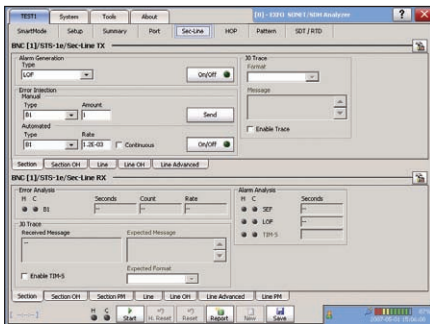 TEST1 System Tools About [O] - EXFO SONET/SDH Analyzer ?
SmartMode Setup Summary Port Sec-Line HOP Pattern SDT / RTD
BNC [1]/STS-1e/Sec-Line TX
Alarm Generation
Type
LOF On/Off
J0 Trace
Format
Message
Enable Trace
Error Injection
Manual
Type Amount
B1 1 Send
Automated
Type Rate
B1 1.2E-03 Continuous On/Off
Section Section OH Line Line OH Line Advanced
BNC [1]/STS-1e/Sec-Line RX
Error Analysis
H C Seconds Count Rate
B1 -- -- --
Alarm Analysis
H C Seconds
SEF --
LOF --
TIM-S --
J0 Trace
Received Message Expected Message
--
Enable TIM-S
Expected Format
Section Section OH Section PM Line Line OH Line Advanced Line PM
H C Start H. Reset Reset Report New Save